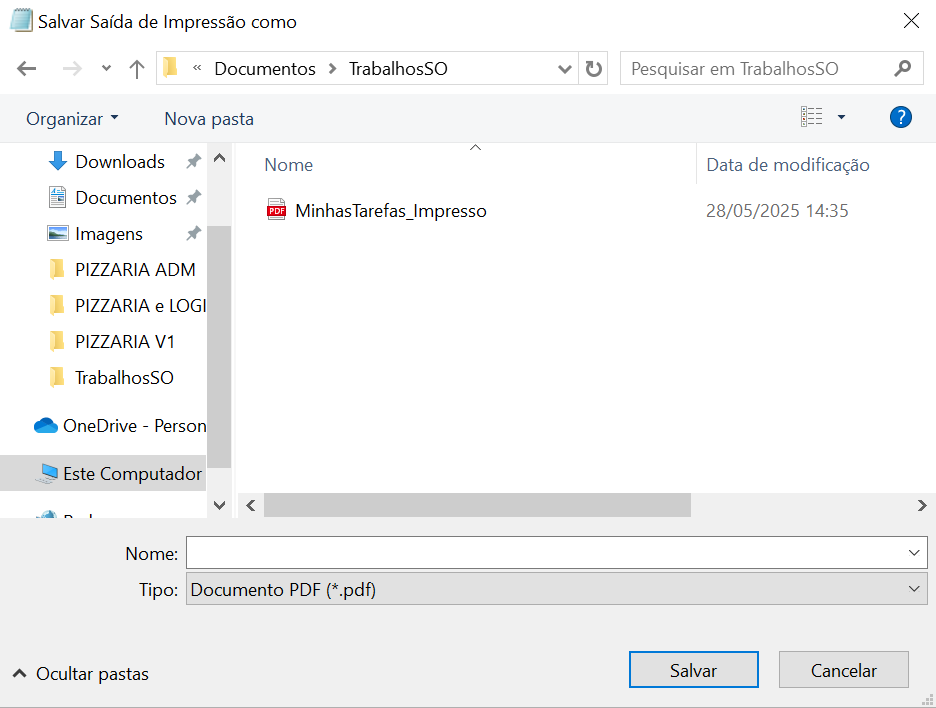 Salvar Saída de Impressão como
« Documentos > TrabalhosSO
Pesquisar em TrabalhosSO
Organizar
Nova pasta
?
Downloads
Documentos
Imagens
PIZZARIA ADM
PIZZARIA e LOGI
PIZZARIA V1
TrabalhosSO
OneDrive - Person
Este Computador
Nome
Data de modificação
PDF MinhasTarefas_Impresso
28/05/2025 14:35
Nome:
Tipo: Documento PDF (*.pdf)
Ocultar pastas
Salvar
Cancelar